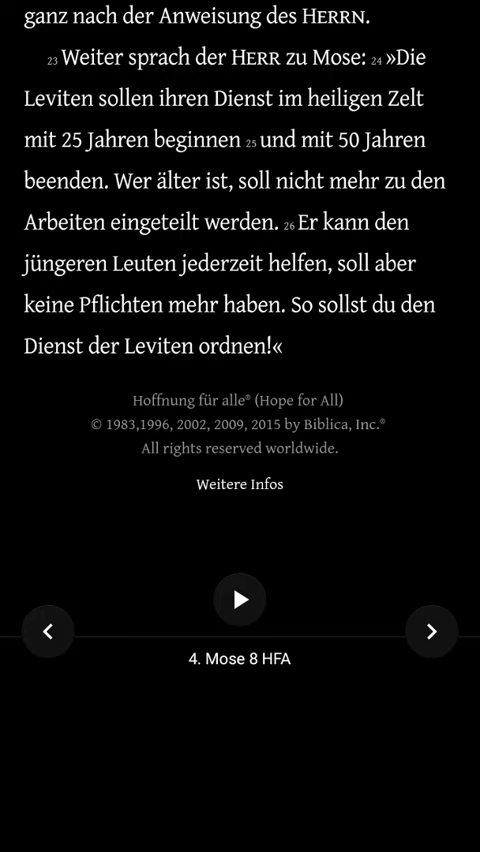 ganz nach der Anweisung des HERRN.
23 Weiter sprach der HERR zu Mose: 24 »Die
Leviten sollen ihren Dienst im heiligen Zelt
mit 25 Jahren beginnen 25 und mit 50 Jahren
beenden. Wer älter ist, soll nicht mehr zu den
Arbeiten eingeteilt werden. 26 Er kann den
jüngeren Leuten jederzeit helfen, soll aber
keine Pflichten mehr haben. So sollst du den
Dienst der Leviten ordnen!«
Hoffnung für alle® (Hope for All)
© 1983,1996, 2002, 2009, 2015 by Biblica, Inc.®
All rights reserved worldwide.
Weitere Infos
4. Mose 8 HFA